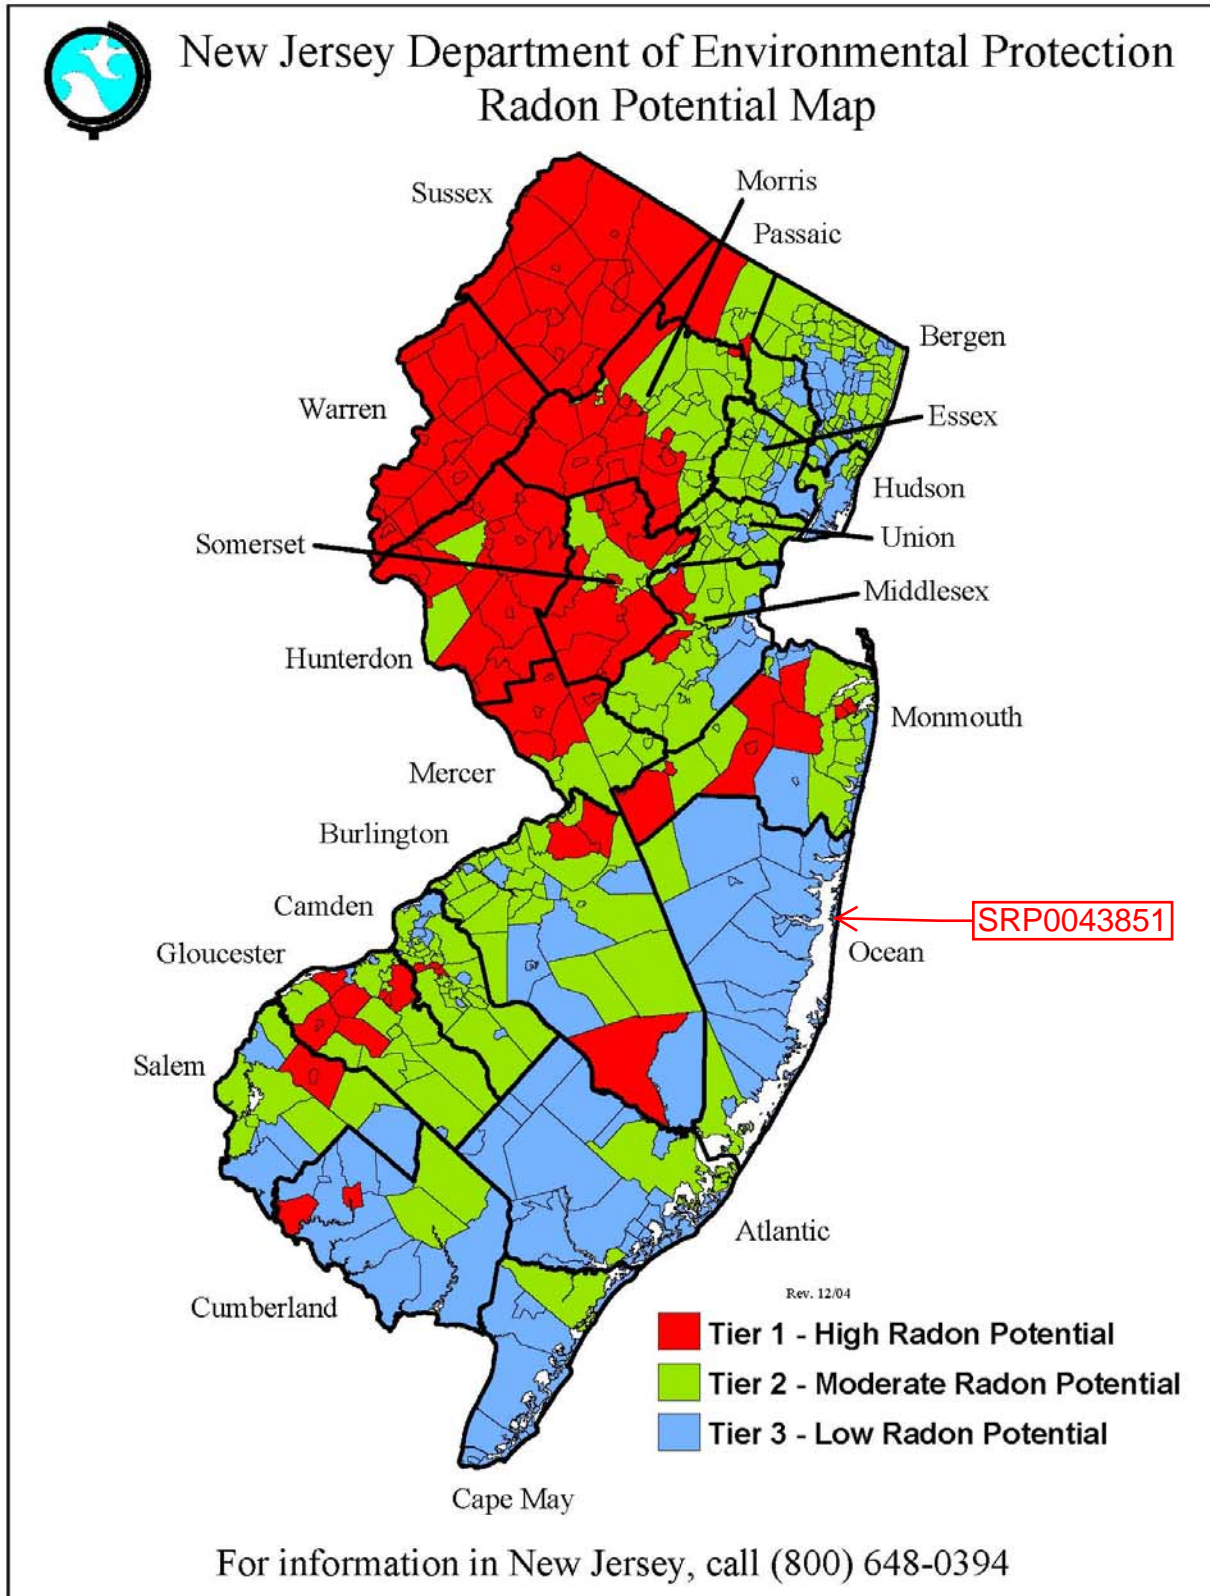 New Jersey Department of Environmental Protection
Radon Potential Map
Sussex
Morris
Passaic
Bergen
Warren
Essex
Hudson
Somerset
Union
Middlesex
Hunterdon
Monmouth
Mercer
Burlington
Camden
SRP0043851
Gloucester
Ocean
Salem
Atlantic
Cumberland
Rev. 12/04
Tier 1 - High Radon Potential
Tier 2 - Moderate Radon Potential
Tier 3 - Low Radon Potential
Cape May
For information in New Jersey, call (800) 648-0394